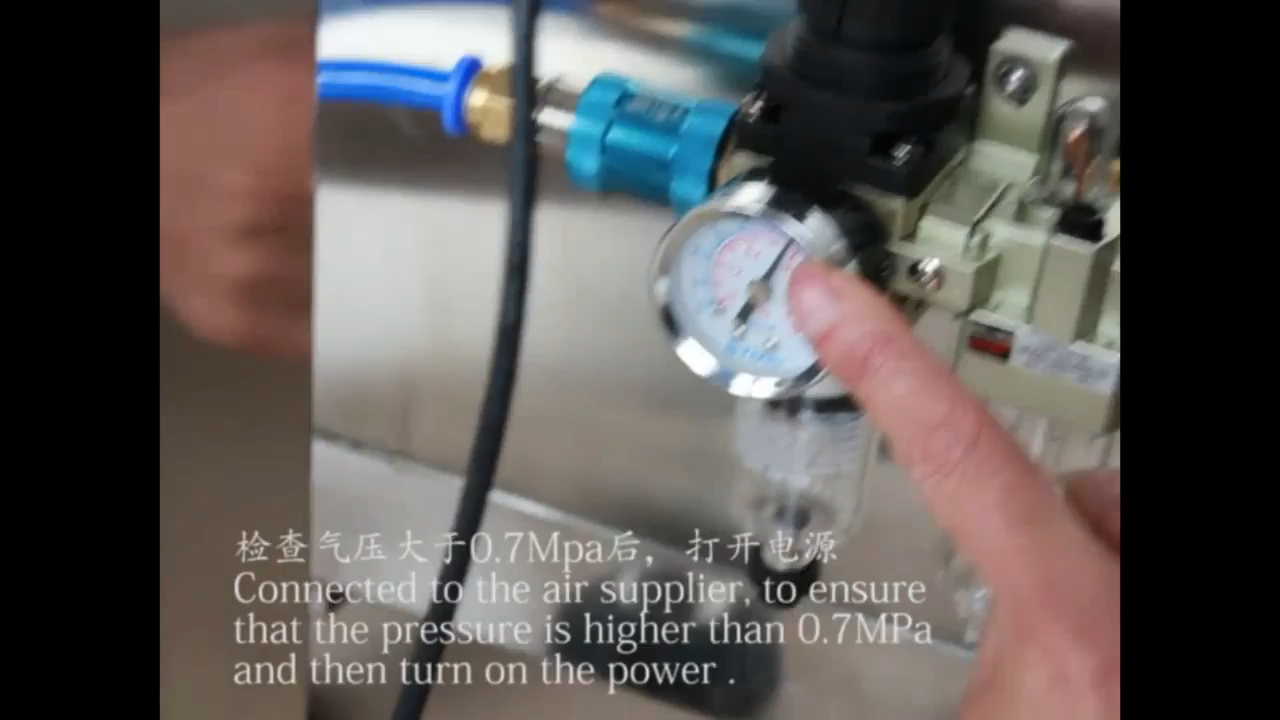 检查气压大于0.7Mpa后，打开电源
Connected to the air supplier, to ensure
that the pressure is higher than 0.7MPa
and then turn on the power .